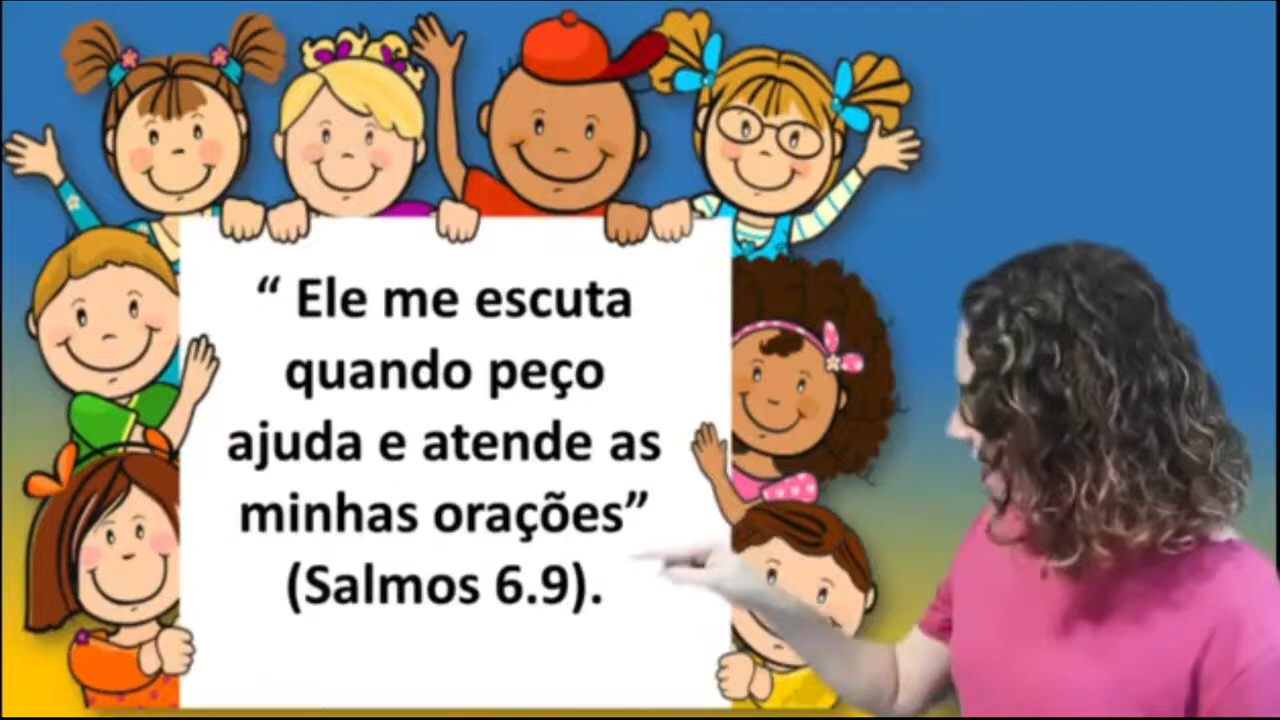 “ Ele me escuta
quando peço
ajuda e atende as
minhas orações”
(Salmos 6.9).